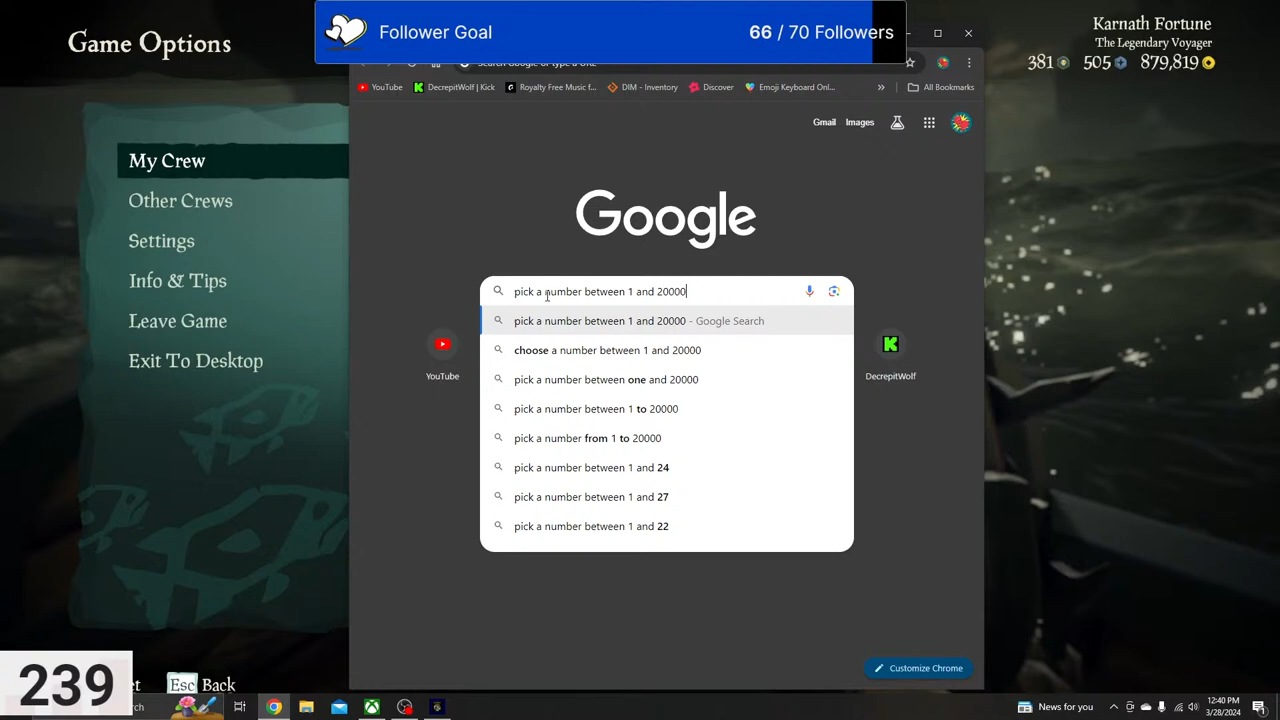 Game Options
Follower Goal
66 / 70 Followers
Karnath Fortune
The Legendary Voyager
381 505 879,819
YouTube
DecrepitWolf | Kick
Royalty Free Music f...
DIM - Inventory
Discover
Emoji Keyboard Onl...
»
All Bookmarks
Gmail
Images
My Crew
Other Crews
Settings
Info & Tips
Leave Game
Exit To Desktop
Google
pick a number between 1 and 20000
pick a number between 1 and 20000 - Google Search
choose a number between 1 and 20000
pick a number between one and 20000
pick a number between 1 to 20000
pick a number from 1 to 20000
pick a number between 1 and 24
pick a number between 1 and 27
pick a number between 1 and 22
YouTube
K
DecrepitWolf
Customize Chrome
239
Esc Back
News for you
12:40 PM
3/28/2024